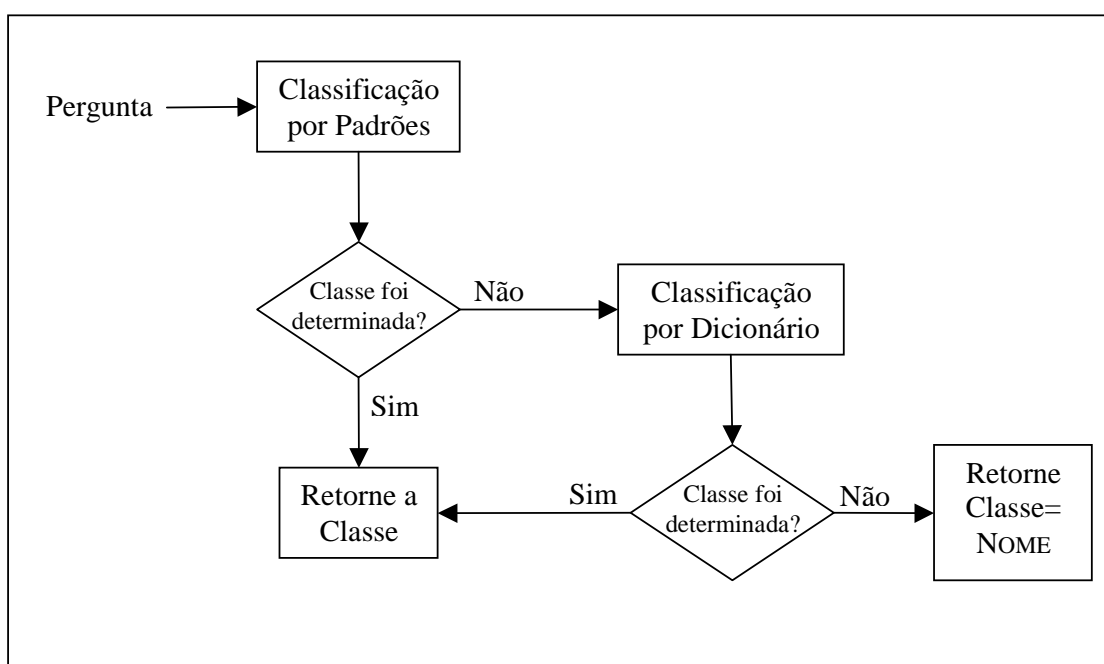 Pergunta
Classificação
por Padrões
Classe foi
determinada?
Não
Classificação
por Dicionário
Sim
Retorne a
Classe
Sim
Classe foi
determinada?
Não
Retorne
Classe=
NOME